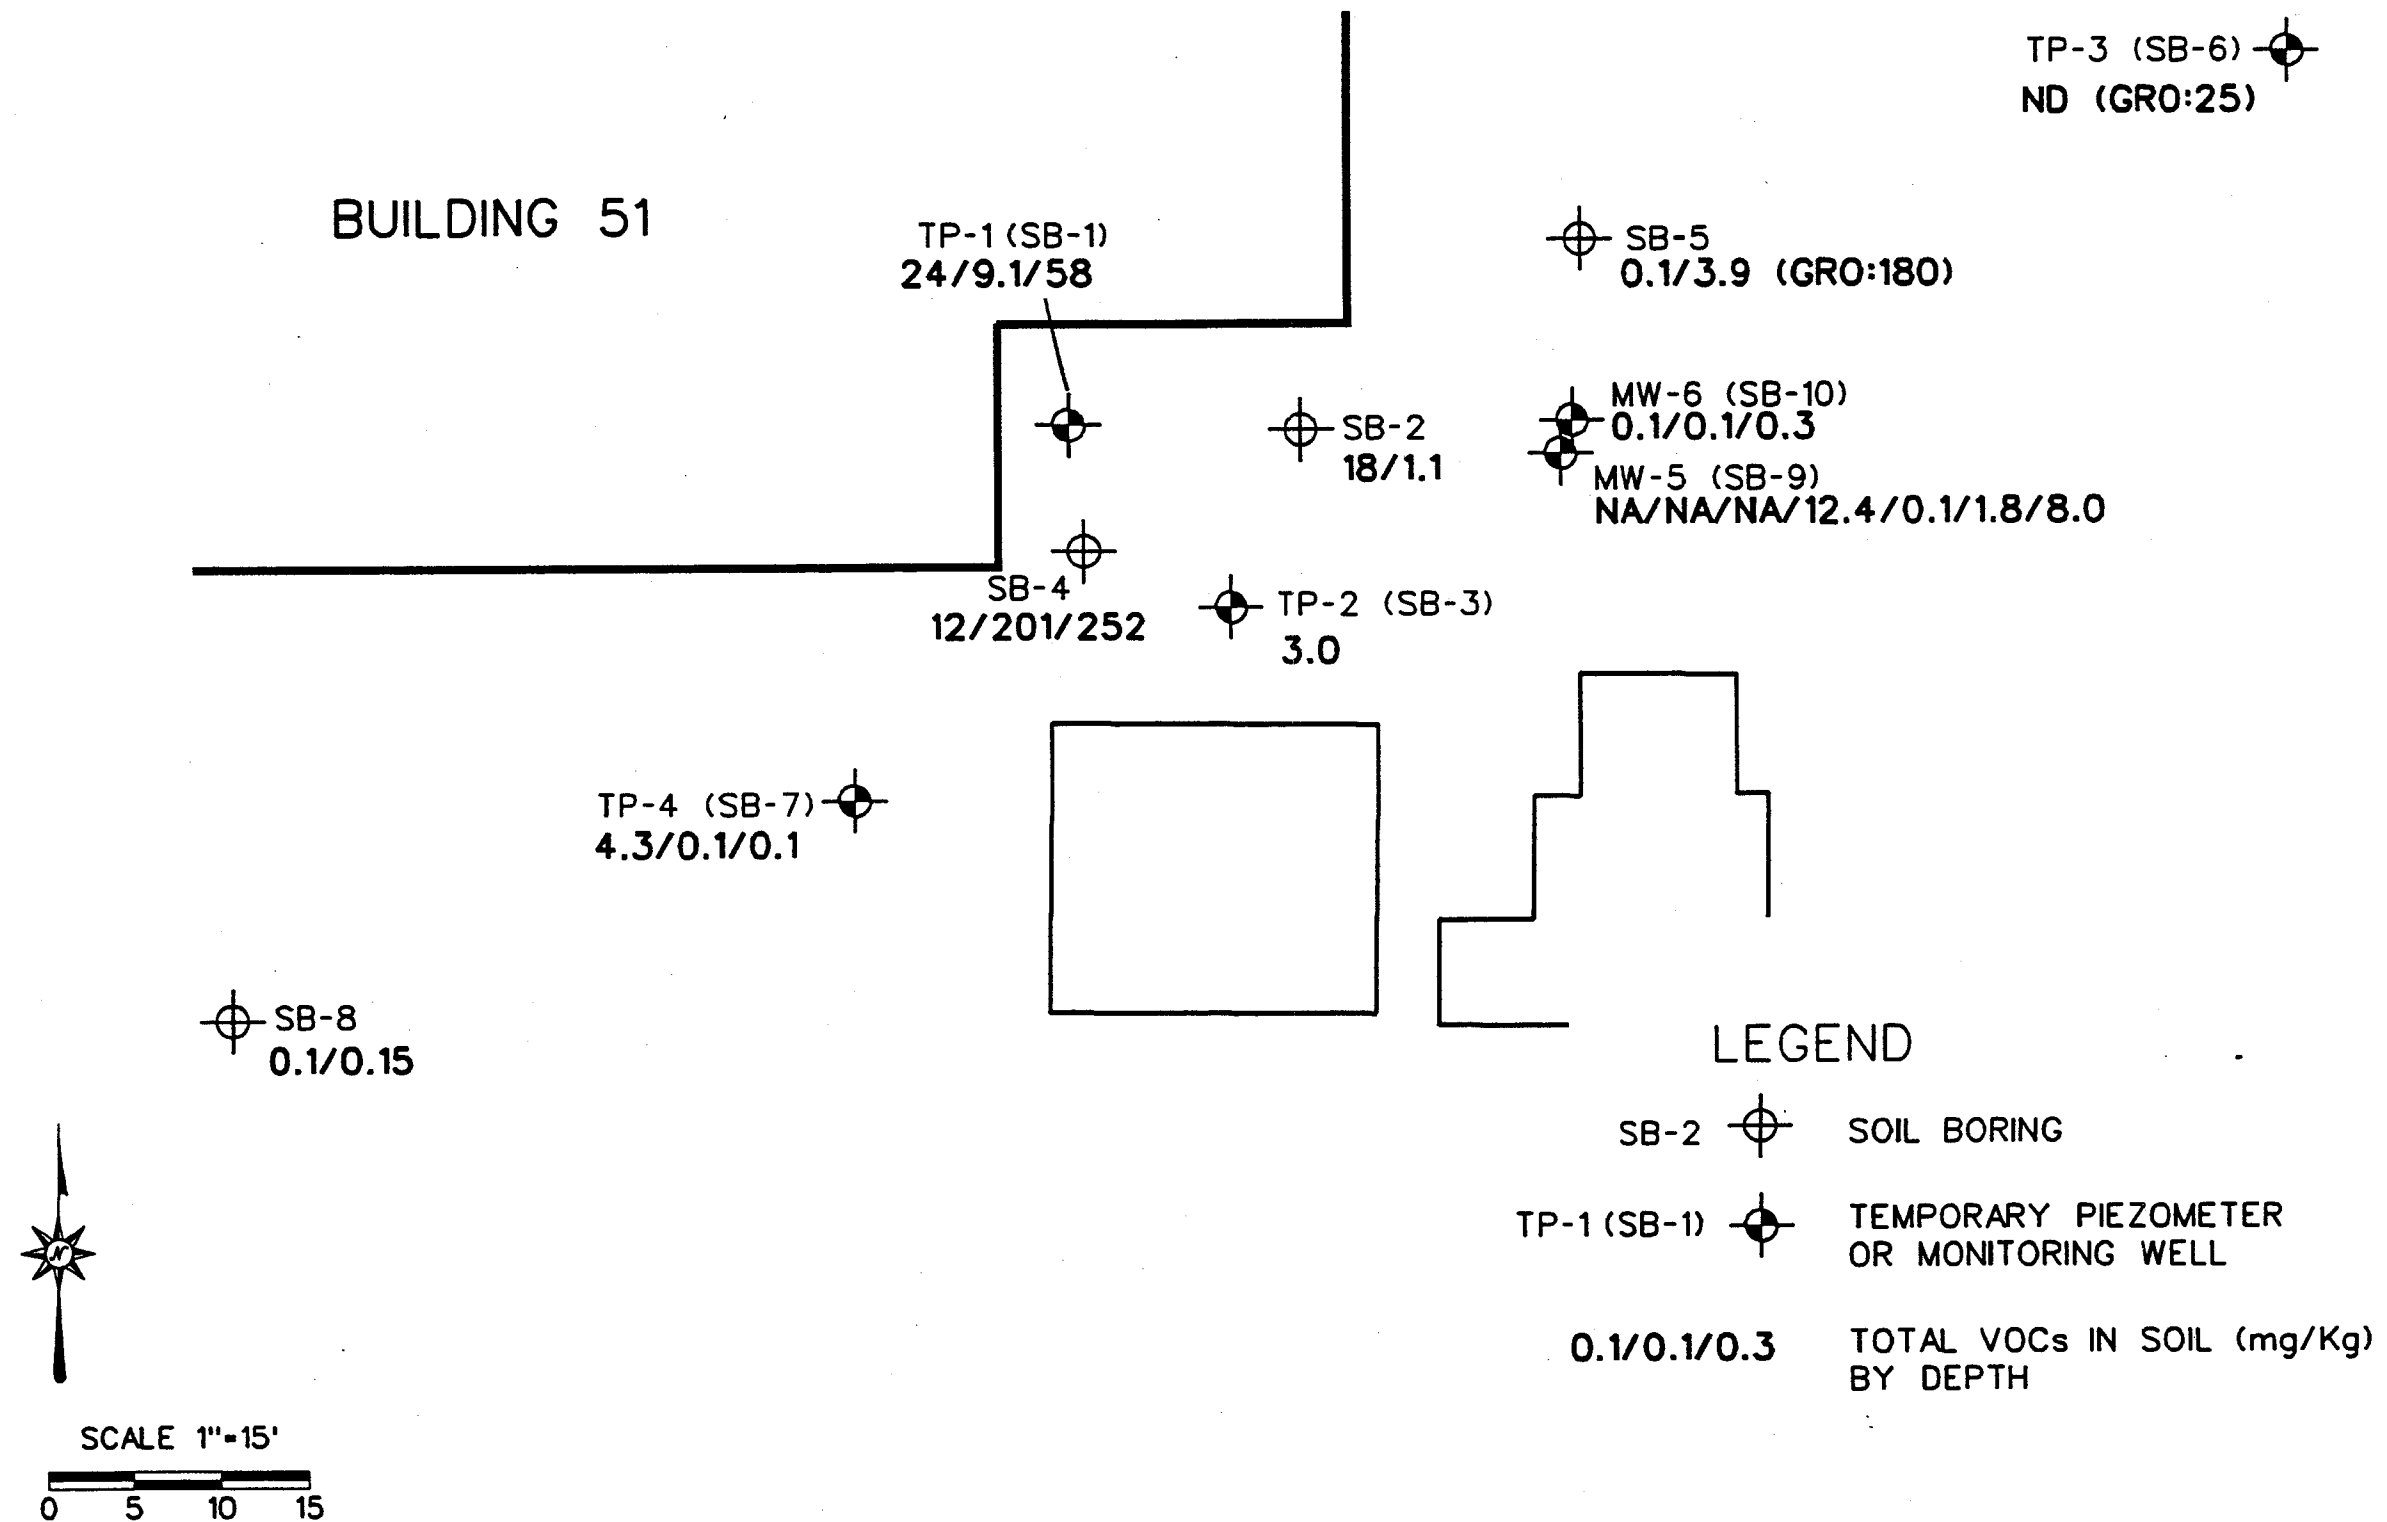 TP-3 (SB-6)
ND (GRO:25)
BUILDING 51
TP-1 (SB-1)
24/9.1/58
SB-5
0.1/3.9 (GRO:180)
MW-6 (SB-10)
0.1/0.1/0.3
SB-2
18/1.1
MW-5 (SB-9)
NA/NA/NA/12.4/0.1/1.8/8.0
SB-4
12/201/252
TP-2 (SB-3)
3.0
TP-4 (SB-7)
4.3/0.1/0.1
SB-8
0.1/0.15
LEGEND
SB-2 SOIL BORING
TP-1 (SB-1) TEMPORARY PIEZOMETER
OR MONITORING WELL
0.1/0.1/0.3 TOTAL VOCs IN SOIL (mg/Kg)
BY DEPTH
N
SCALE 1"=15'
0 5 10 15